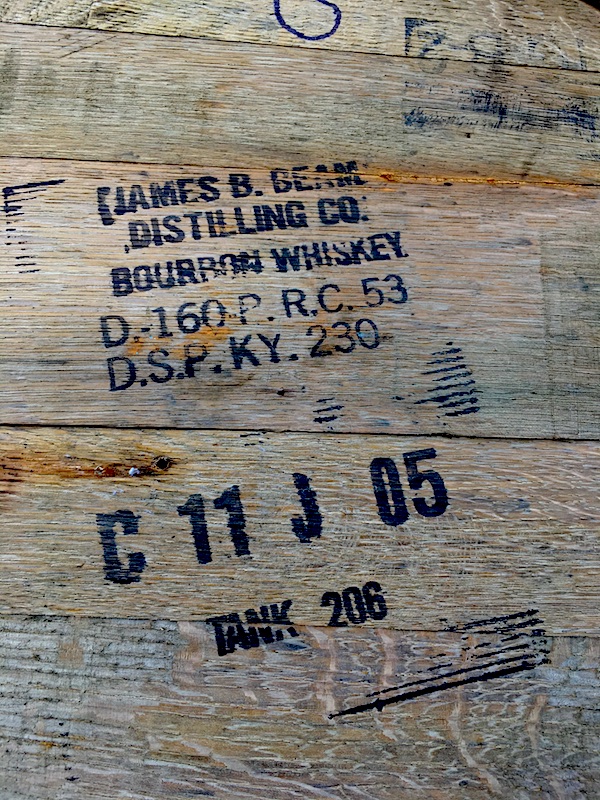 JAMES B. BEAM
DISTILLING CO.
BOURBON WHISKEY
D.-160 P. R.C. 53
D.S.P. KY. 230
C 11 J 05
TANK 206